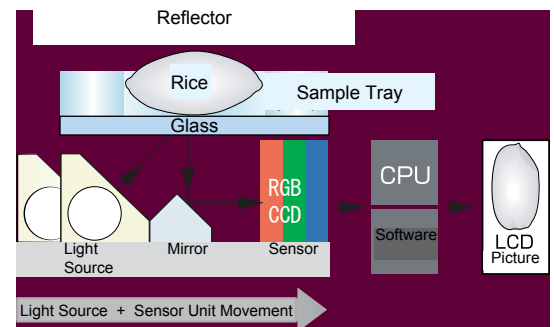 Reflector
Rice
Sample Tray
Glass
RGB
CCD
CPU
Software
Light
Source
Mirror
Sensor
LCD
Picture
Light Source + Sensor Unit Movement